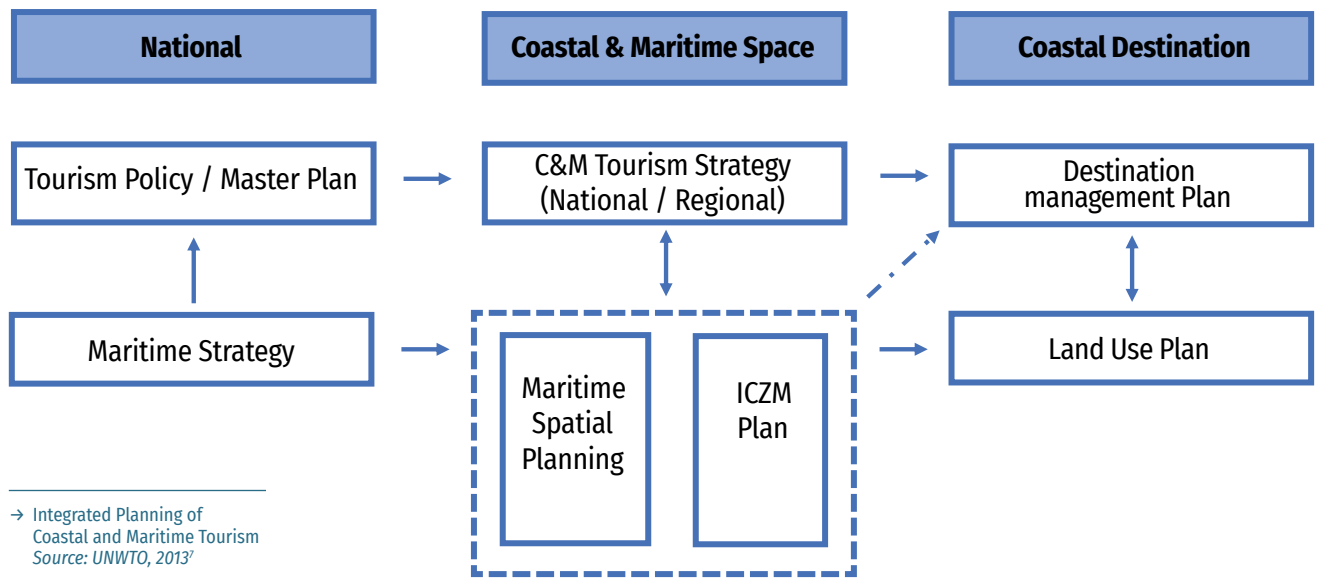 National
Coastal & Maritime Space
Coastal Destination
Tourism Policy / Master Plan
C&M Tourism Strategy
(National / Regional)
Destination
management Plan
Maritime Strategy
Maritime
Spatial
Planning
ICZM
Plan
Land Use Plan
→ Integrated Planning of
Coastal and Maritime Tourism
Source: UNWTO, 2013⁷